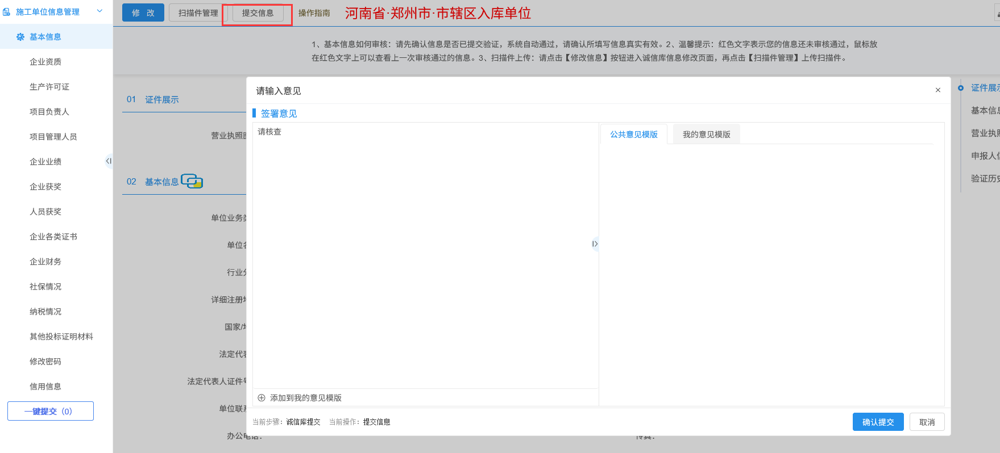 施工单位信息管理
基本信息
企业资质
生产许可证
项目负责人
项目管理人员
企业业绩
企业获奖
人员获奖
企业各类证书
企业财务
社保情况
纳税情况
其他投标证明材料
修改密码
信用信息
一键提交（0）
修 改
扫描件管理
提交信息
操作指南
河南省·郑州市·市辖区入库单位
1、基本信息如何审核：请先确认信息是否已提交验证，系统自动通过，请确认所填写信息真实有效。2、温馨提示：红色文字表示您的信息还未审核通过，鼠标放
在红色文字上可以查看上一次审核通过的信息。3、扫描件上传：请点击【修改信息】按钮进入诚信库信息修改页面，再点击【扫描件管理】上传扫描件。
01 证件展示
营业执照
02 基本信息
单位业务
单位
行业
详细注册
国家/
法定代
法定代表人证件
单位联
办公电话：
传真：
请输入意见
签署意见
请核查
公共意见模版
我的意见模版
添加到我的意见模版
当前步骤：诚信库提交 当前操作：提交信息
确认提交
取消
证件展
基本信
营业执
申报人
验证历